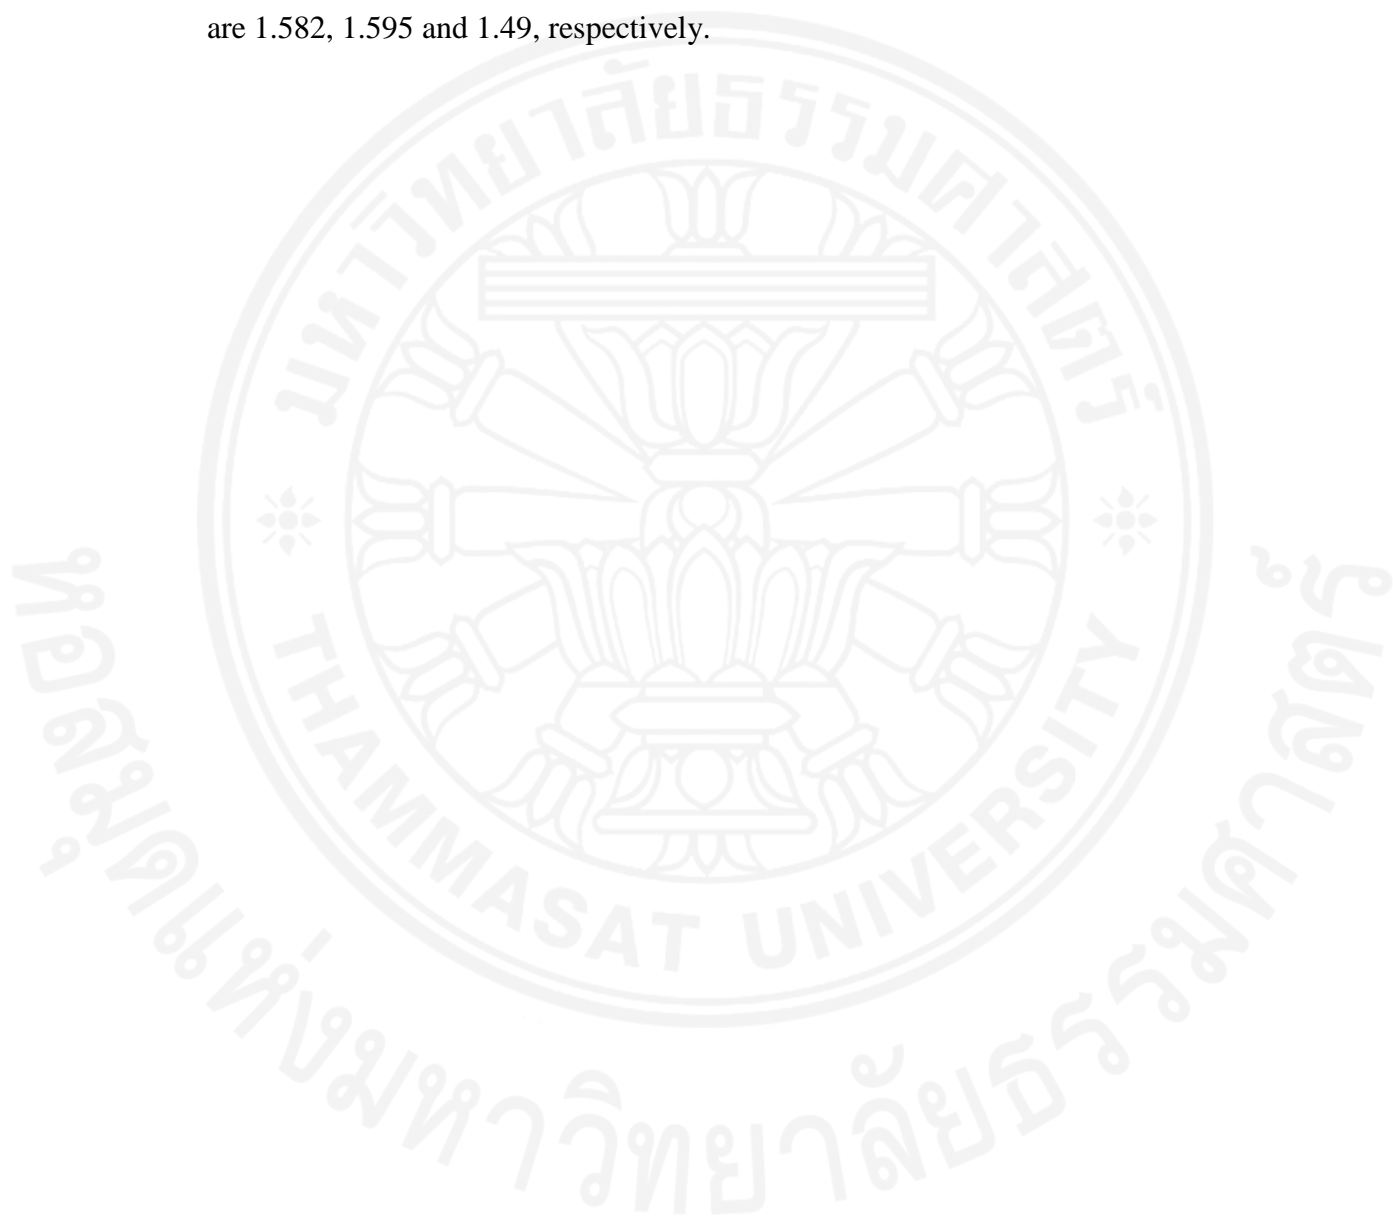 are 1.582, 1.595 and 1.49, respectively.
มหาวิทยาลัยธรรมศาสตร์
THAMMASAT UNIVERSITY
หอสมุดแห่งมหาวิทยาลัยธรรมศาสตร์